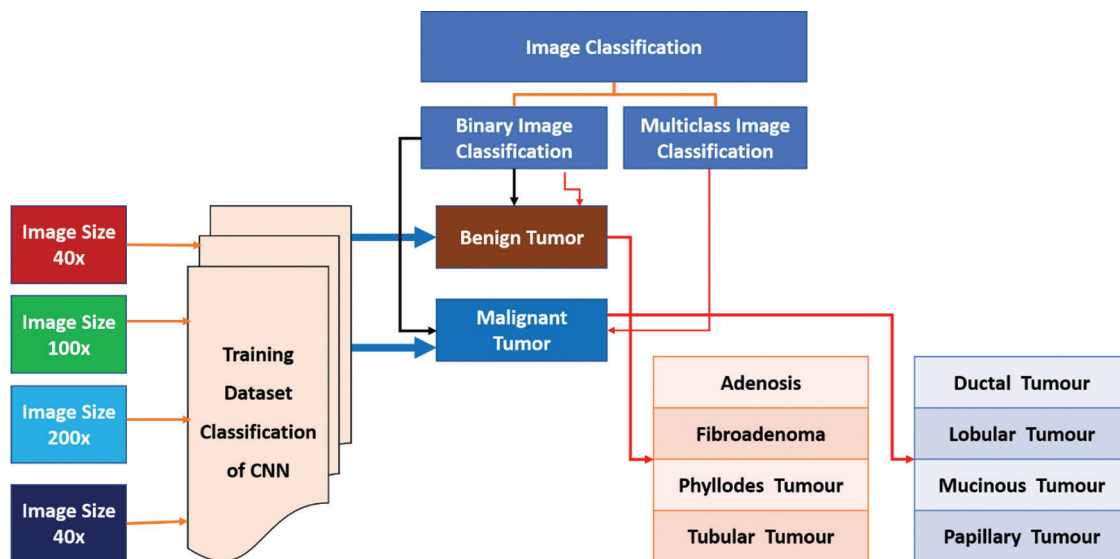 Image Classification
Binary Image
Classification
Multiclass Image
Classification
Image Size
40x
Benign Tumor
Image Size
100x
Malignant
Tumor
Training
Dataset
Classification
of CNN
Image Size
200x
Image Size
40x
Adenosis
Fibroadenoma
Phyllodes Tumour
Tubular Tumour
Ductal Tumour
Lobular Tumour
Mucinous Tumour
Papillary Tumour